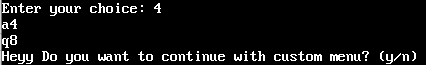 Enter your choice: 4
a4
q8
Heyy Do you want to continue with custom menu? (y/n)